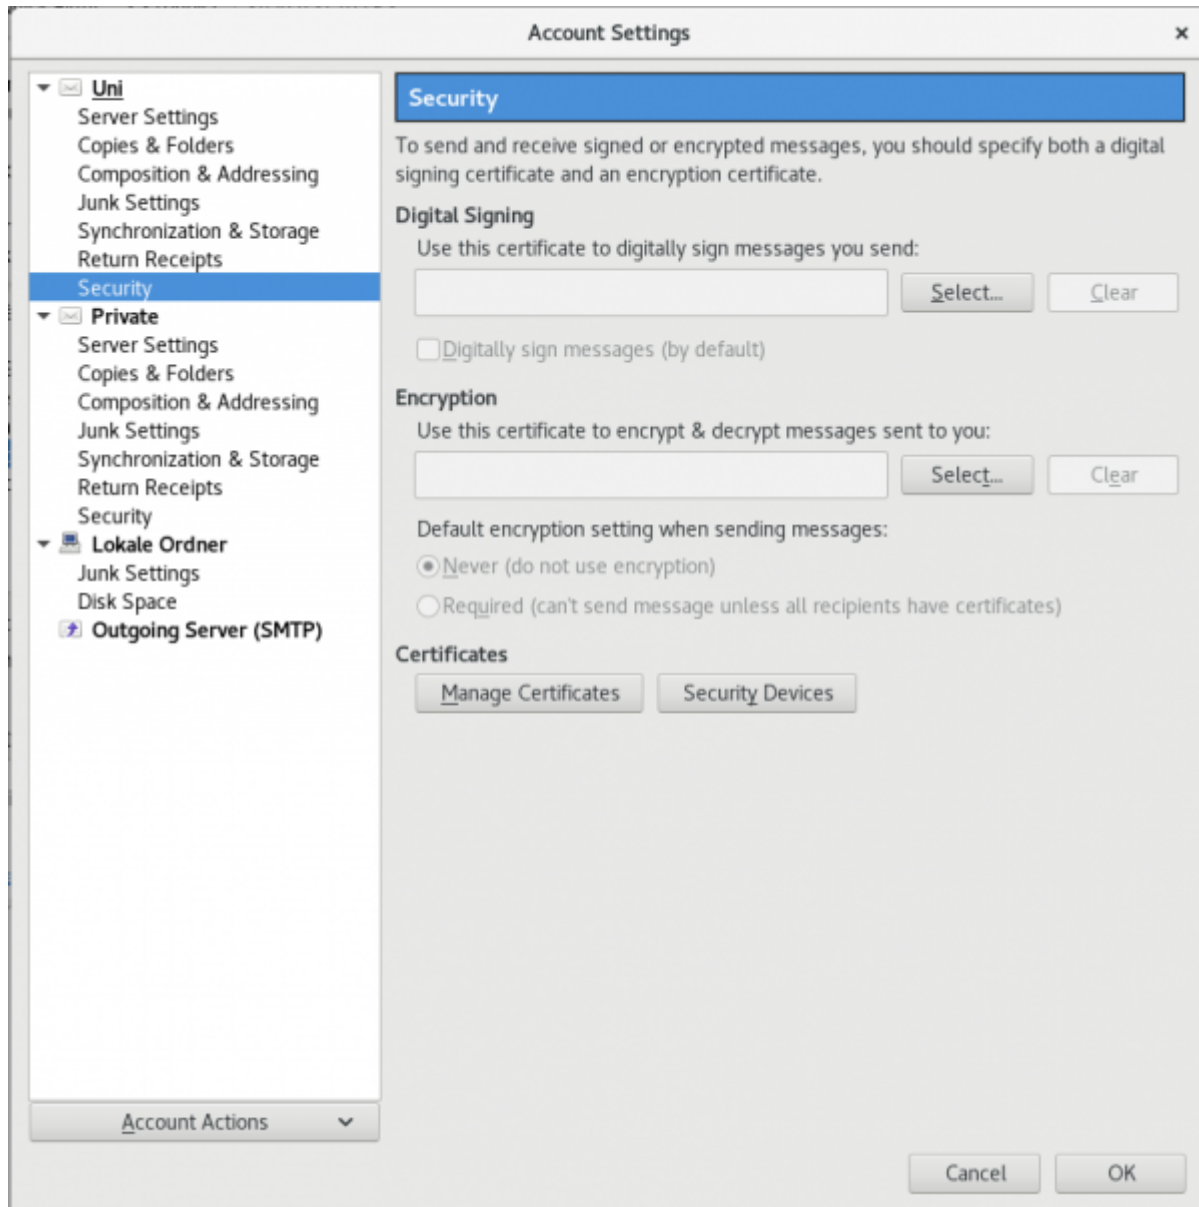 Account Settings
Uni
Server Settings
Copies & Folders
Composition & Addressing
Junk Settings
Synchronization & Storage
Return Receipts
Security
Private
Server Settings
Copies & Folders
Composition & Addressing
Junk Settings
Synchronization & Storage
Return Receipts
Security
Lokale Ordner
Junk Settings
Disk Space
Outgoing Server (SMTP)
Account Actions
Security
To send and receive signed or encrypted messages, you should specify both a digital
signing certificate and an encryption certificate.
Digital Signing
Use this certificate to digitally sign messages you send:
Select... Clear
Digitally sign messages (by default)
Encryption
Use this certificate to encrypt & decrypt messages sent to you:
Select... Clear
Default encryption setting when sending messages:
Never (do not use encryption)
Required (can't send message unless all recipients have certificates)
Certificates
Manage Certificates Security Devices
Cancel OK